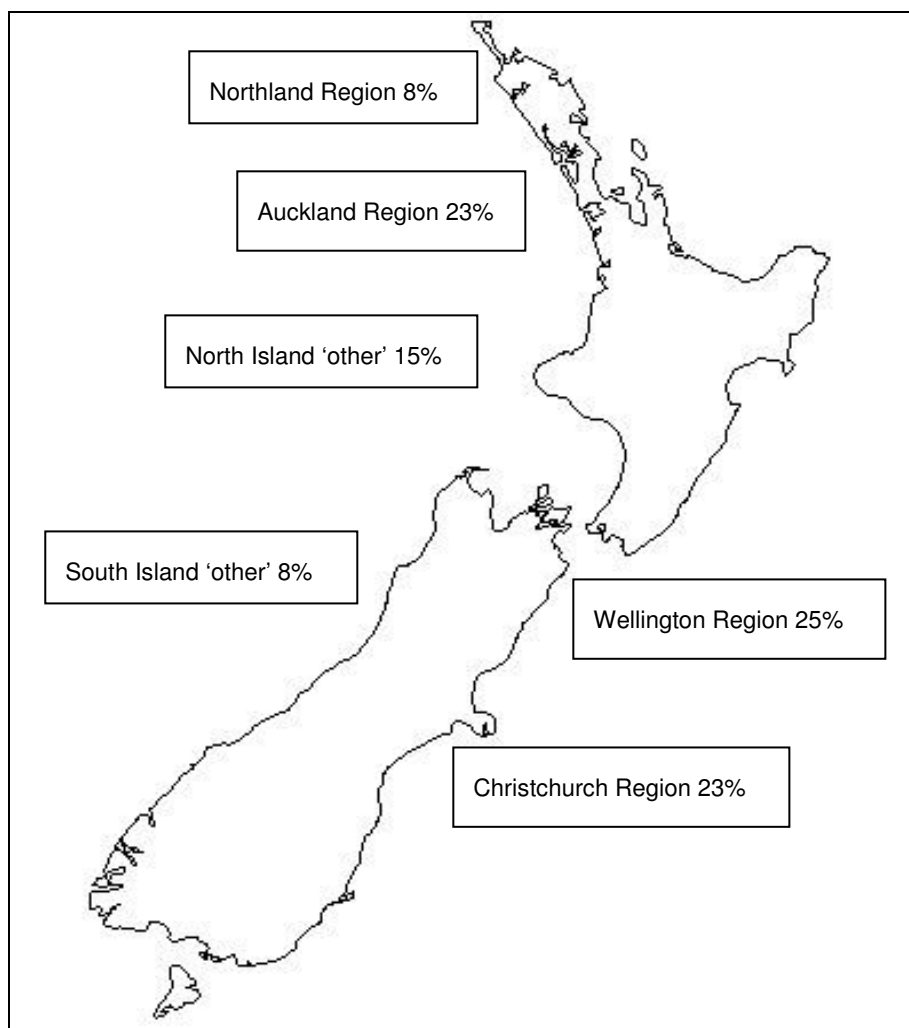 Northland Region 8%
Auckland Region 23%
North Island ‘other’ 15%
South Island ‘other’ 8%
Wellington Region 25%
Christchurch Region 23%